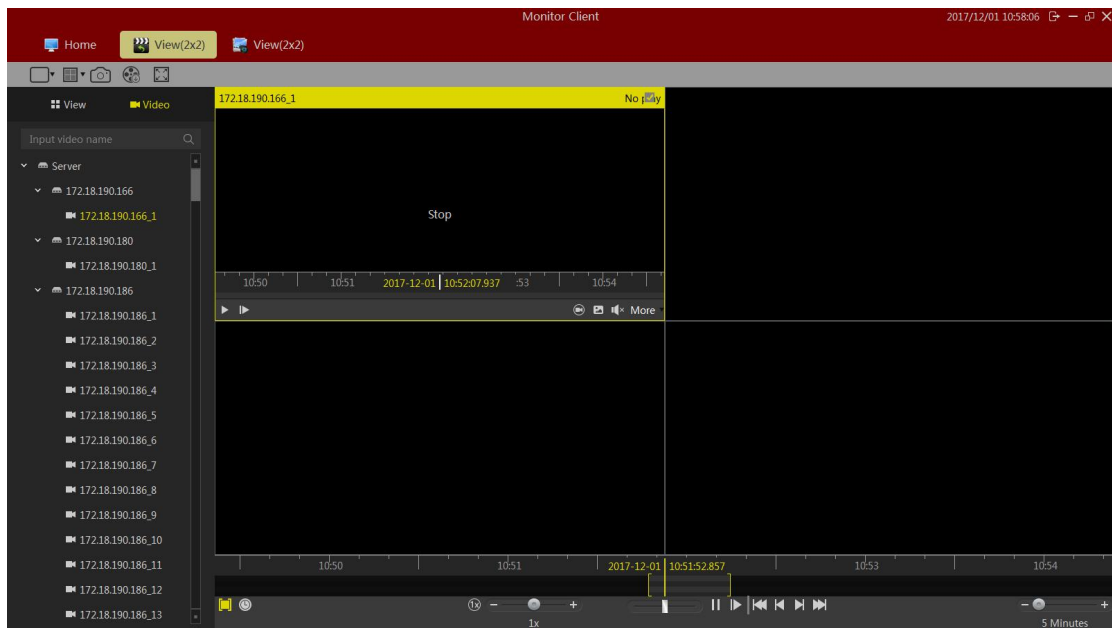 Monitor Client
2017/12/01 10:58:06
Home
View(2x2)
View(2x2)
View
Video
172.18.190.166_1
No play
Input video name
Server
172.18.190.166
172.18.190.166_1
Stop
172.18.190.180
172.18.190.180_1
10:50
10:51
2017-12-01 10:52:07.937
:53
10:54
172.18.190.186
172.18.190.186_1
More
172.18.190.186_2
172.18.190.186_3
172.18.190.186_4
172.18.190.186_5
172.18.190.186_6
172.18.190.186_7
172.18.190.186_8
172.18.190.186_9
172.18.190.186_10
172.18.190.186_11
10:50
10:51
2017-12-01 10:51:52.857
10:53
10:54
172.18.190.186_12
172.18.190.186_13
1x
1x
5 Minutes